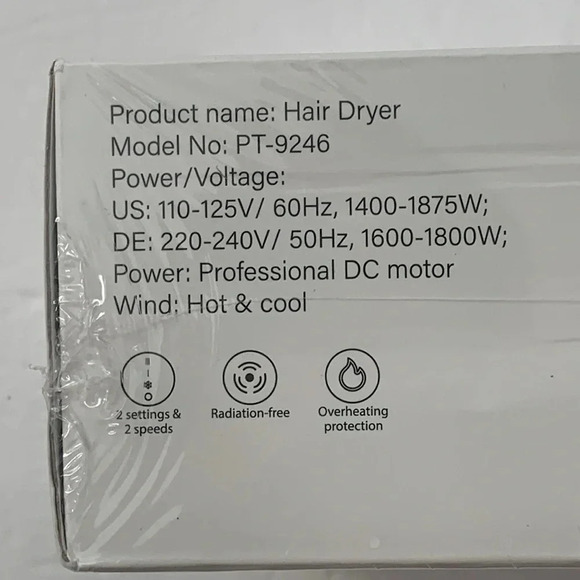 Product name: Hair Dryer
Model No: PT-9246
Power/Voltage:
US: 110-125V/ 60Hz, 1400-1875W;
DE: 220-240V/ 50Hz, 1600-1800W;
Power: Professional DC motor
Wind: Hot & cool
2 settings &
2 speeds
Radiation-free
Overheating
protection